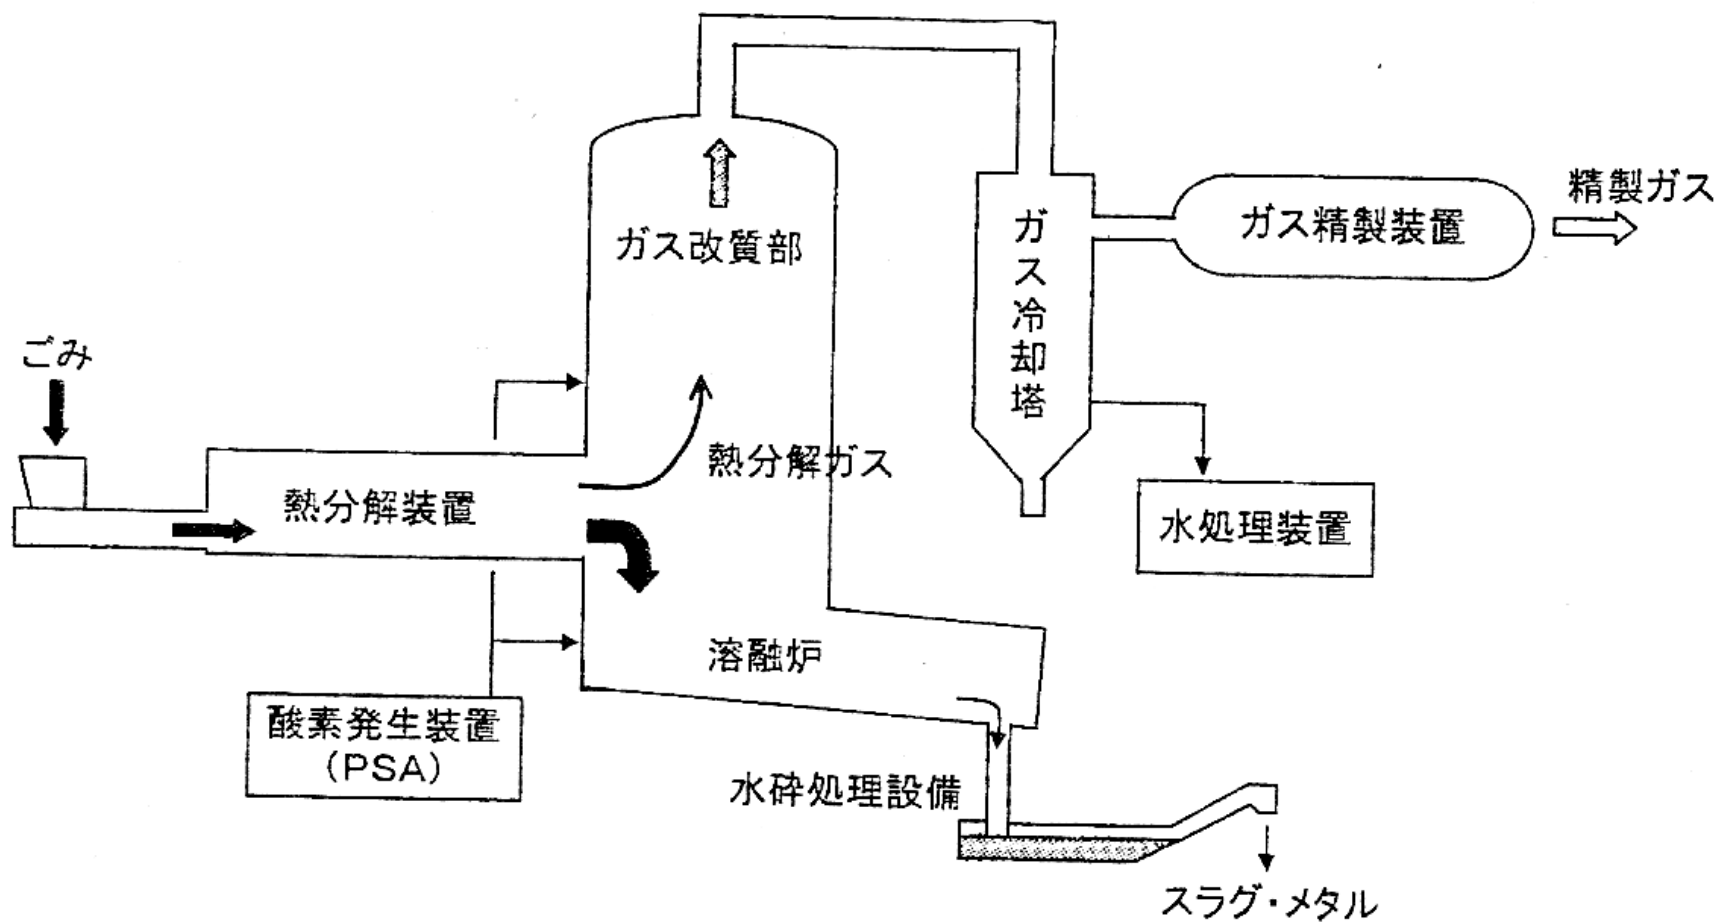 精製ガス
ガス精製装置
ガス冷却塔
ガス改質部
ごみ
熱分解ガス
熱分解装置
水処理装置
溶融炉
酸素発生装置
(PSA)
水砕処理設備
スラグ・メタル